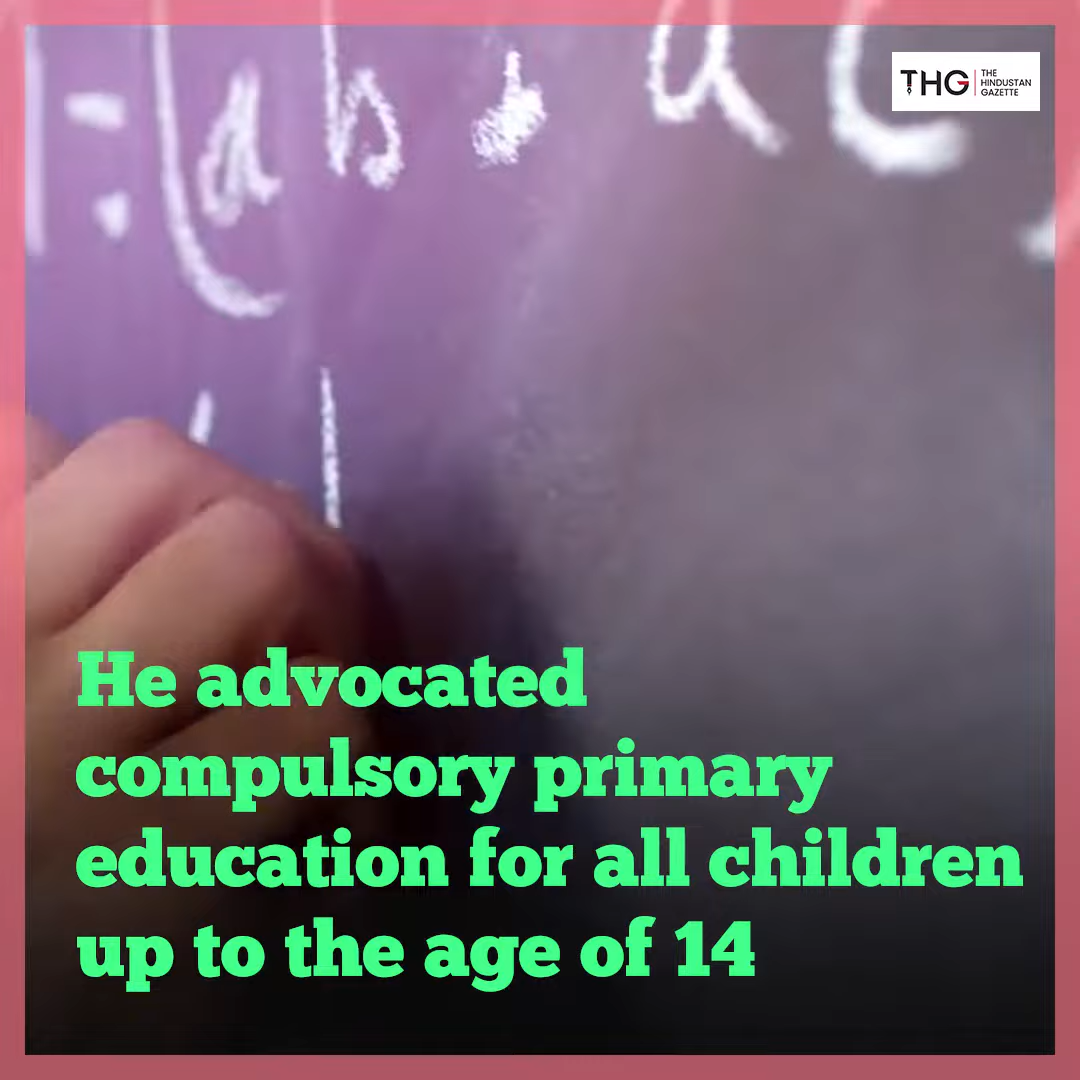 THG
THE
HINDUSTAN
GAZETTE
a b , a c
He advocated
compulsory primary
education for all children
up to the age of 14